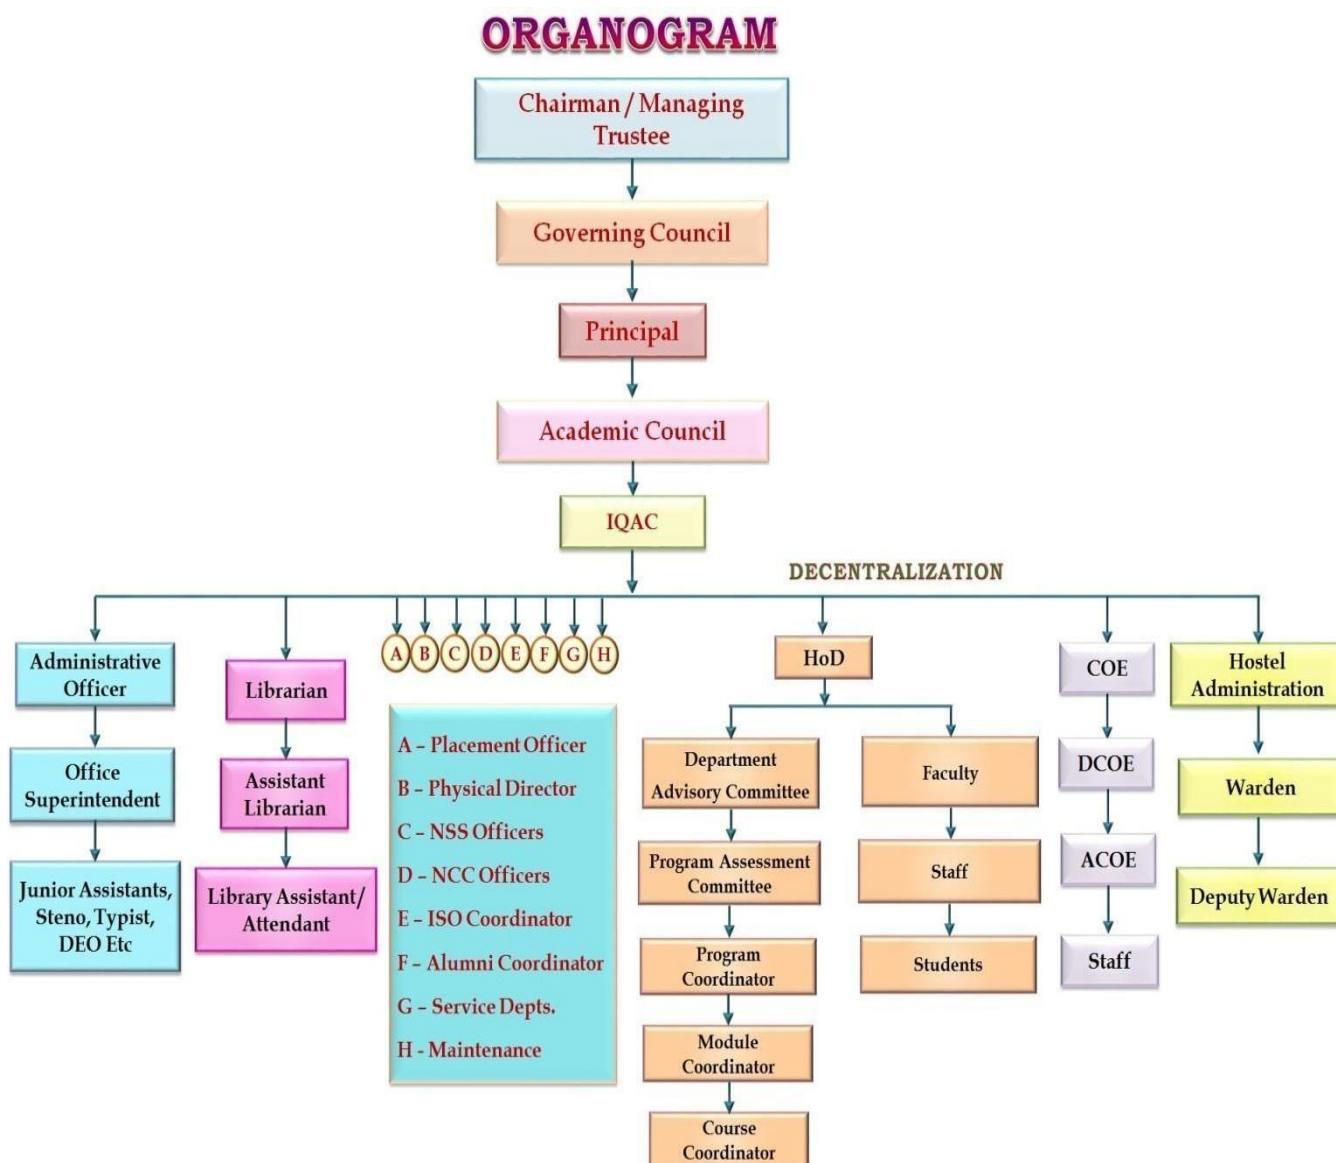 ORGANOGRAM
Chairman / Managing
Trustee
Governing Council
Principal
Academic Council
IQAC
DECENTRALIZATION
Administrative
Officer
Office
Superintendent
Junior Assistants,
Steno, Typist,
DEO Etc
Librarian
Assistant
Librarian
Library Assistant/
Attendant
A B C D E F G H
A – Placement Officer
B – Physical Director
C – NSS Officers
D – NCC Officers
E – ISO Coordinator
F – Alumni Coordinator
G – Service Depts.
H - Maintenance
HoD
Department
Advisory Committee
Program Assessment
Committee
Program
Coordinator
Module
Coordinator
Course
Coordinator
Faculty
Staff
Students
COE
DCOE
ACOE
Staff
Hostel
Administration
Warden
Deputy Warden